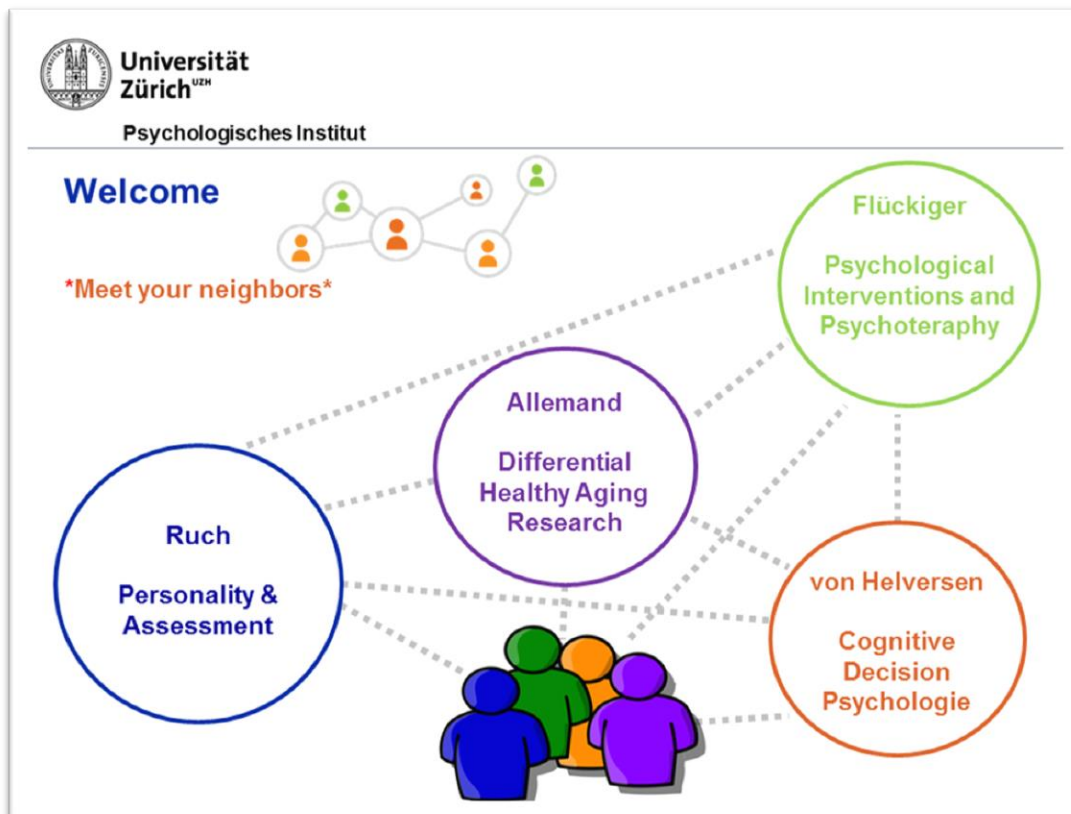 Universität
Zürich UZH
Psychologisches Institut
Welcome
*Meet your neighbors*
Flückiger
Psychological
Interventions and
Psychoteraphy
Allemand
Differential
Healthy Aging
Research
Ruch
Personality &
Assessment
von Helversen
Cognitive
Decision
Psychologie